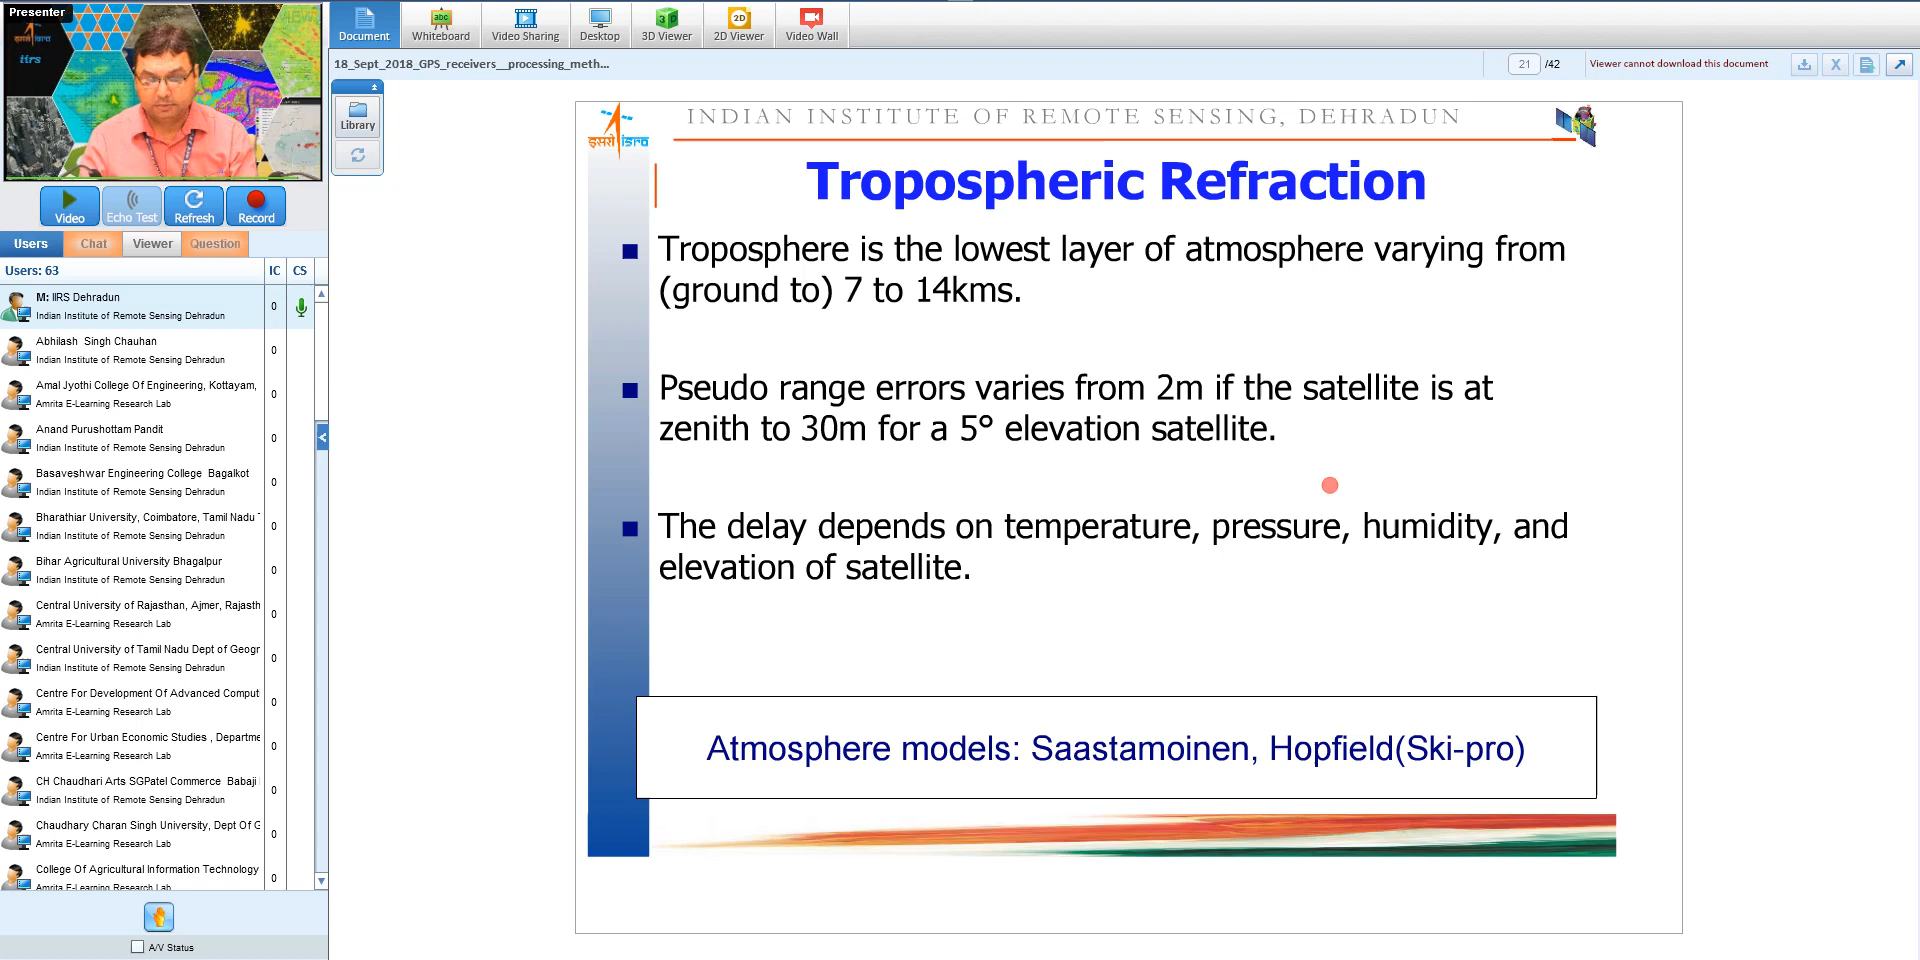 Presenter
इसरो isro
iirs
Video
Echo Test
Refresh
Record
Users
Chat
Viewer
Question
Users: 63
IC
CS
M: IIRS Dehradun
Indian Institute of Remote Sensing Dehradun
0
Abhilash Singh Chauhan
Indian Institute of Remote Sensing Dehradun
0
Amal Jyothi College Of Engineering, Kottayam,
Amrita E-Learning Research Lab
0
Anand Purushottam Pandit
Indian Institute of Remote Sensing Dehradun
0
Basaveshwar Engineering College Bagalkot
Indian Institute of Remote Sensing Dehradun
0
Bharathiar University, Coimbatore, Tamil Nadu
Indian Institute of Remote Sensing Dehradun
0
Bihar Agricultural University Bhagalpur
Indian Institute of Remote Sensing Dehradun
0
Central University of Rajasthan, Ajmer, Rajasth
Amrita E-Learning Research Lab
0
Central University of Tamil Nadu Dept of Geogr
Indian Institute of Remote Sensing Dehradun
0
Centre For Development Of Advanced Comput
Amrita E-Learning Research Lab
0
Centre For Urban Economic Studies , Departme
Amrita E-Learning Research Lab
0
CH Chaudhari Arts SGPatel Commerce Babaji
Indian Institute of Remote Sensing Dehradun
0
Chaudhary Charan Singh University, Dept Of G
Amrita E-Learning Research Lab
0
College Of Agricultural Information Technology
Amrita E-Learning Research Lab
0
A/V Status
Document
Whiteboard
Video Sharing
Desktop
3D Viewer
2D Viewer
Video Wall
18_Sept_2018_GPS_receivers__processing_meth...
21 /42
Viewer cannot download this document
Library
INDIAN INSTITUTE OF REMOTE SENSING, DEHRADUN
इसरो isro
Tropospheric Refraction
Troposphere is the lowest layer of atmosphere varying from
(ground to) 7 to 14kms.
Pseudo range errors varies from 2m if the satellite is at
zenith to 30m for a 5° elevation satellite.
The delay depends on temperature, pressure, humidity, and
elevation of satellite.
Atmosphere models: Saastamoinen, Hopfield(Ski-pro)